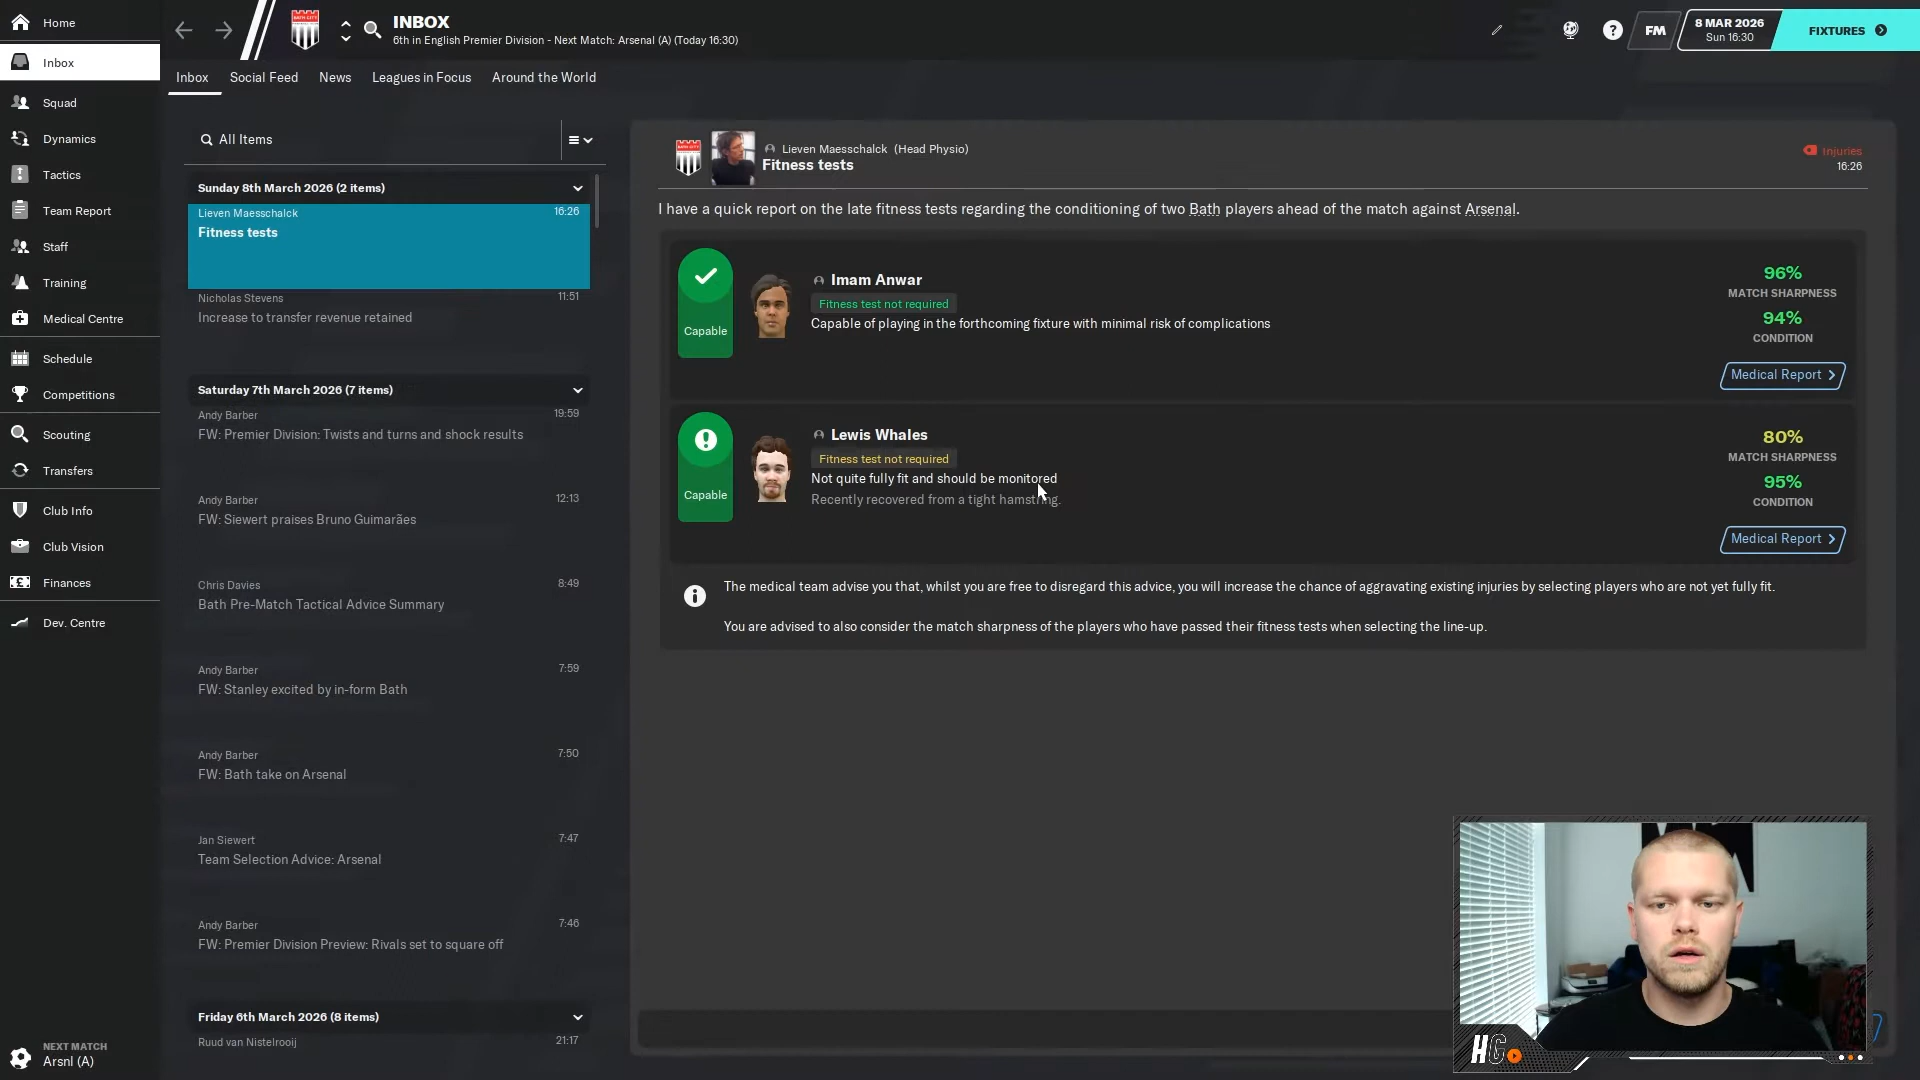 Home
Inbox
Squad
Dynamics
Tactics
Team Report
Staff
Training
Medical Centre
Schedule
Competitions
Scouting
Transfers
Club Info
Club Vision
Finances
Dev. Centre
NEXT MATCH
Arsnl (A)
INBOX
6th in English Premier Division - Next Match: Arsenal (A) (Today 16:30)
FM
8 MAR 2026
Sun 16:30
FIXTURES
Inbox
Social Feed
News
Leagues in Focus
Around the World
All Items
Sunday 8th March 2026 (2 items)
Lieven Maesschalck 16:26
Fitness tests
Nicholas Stevens 11:51
Increase to transfer revenue retained
Saturday 7th March 2026 (7 items)
Andy Barber 19:59
FW: Premier Division: Twists and turns and shock results
Andy Barber 12:13
FW: Siewert praises Bruno Guimarães
Chris Davies 8:49
Bath Pre-Match Tactical Advice Summary
Andy Barber 7:59
FW: Stanley excited by in-form Bath
Andy Barber 7:50
FW: Bath take on Arsenal
Jan Siewert 7:47
Team Selection Advice: Arsenal
Andy Barber 7:46
FW: Premier Division Preview: Rivals set to square off
Friday 6th March 2026 (8 items)
Ruud van Nistelrooij 21:17
Lieven Maesschalck (Head Physio)
Fitness tests
Injuries
16:26
I have a quick report on the late fitness tests regarding the conditioning of two Bath players ahead of the match against Arsenal.
Capable
Imam Anwar
Fitness test not required
Capable of playing in the forthcoming fixture with minimal risk of complications
96%
MATCH SHARPNESS
94%
CONDITION
Medical Report
Capable
Lewis Whales
Fitness test not required
Not quite fully fit and should be monitored
Recently recovered from a tight hamstring.
80%
MATCH SHARPNESS
95%
CONDITION
Medical Report
The medical team advise you that, whilst you are free to disregard this advice, you will increase the chance of aggravating existing injuries by selecting players who are not yet fully fit.
You are advised to also consider the match sharpness of the players who have passed their fitness tests when selecting the line-up.
HG